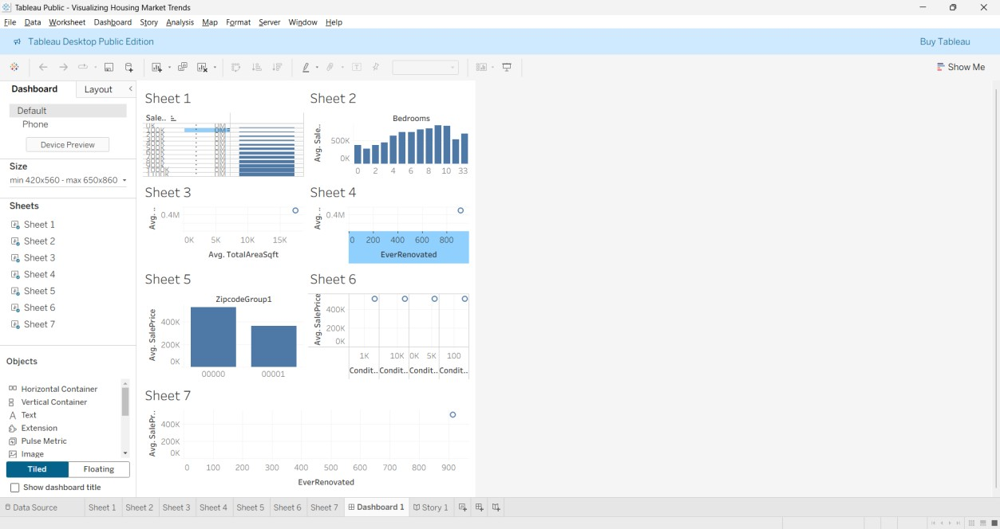 Tableau Public - Visualizing Housing Market Trends
File Data Worksheet Dashboard Story Analysis Map Format Server Window Help
Tableau Desktop Public Edition
Buy Tableau
Show Me
Dashboard
Layout
Default
Phone
Device Preview
Size
min 420x560 - max 650x860
Sheets
Sheet 1
Sheet 2
Sheet 3
Sheet 4
Sheet 5
Sheet 6
Sheet 7
Objects
Horizontal Container
Vertical Container
Text
Extension
Pulse Metric
Image
Tiled
Floating
Show dashboard title
Sheet 1
Sale..
Sheet 2
Bedrooms
Avg. Sale..
500K
0K
0 2 4 6 8 10 33
Sheet 3
Avg. ..
0.4M
0K 5K 10K 15K
Avg. TotalAreaSqft
Sheet 4
Avg. ..
0.4M
0 200 400 600 800
EverRenovated
Sheet 5
ZipcodeGroup1
Avg. SalePrice
400K
200K
0K
00000 00001
Sheet 6
Avg. SalePrice
400K
200K
0K
1K 10K 0K 5K 100
Condit.. Condit.. Condit.. Condit..
Sheet 7
Avg. SalePr..
400K
200K
0K
0 100 200 300 400 500 600 700 800 900
EverRenovated
Data Source Sheet 1 Sheet 2 Sheet 3 Sheet 4 Sheet 5 Sheet 6 Sheet 7 Dashboard 1 Story 1